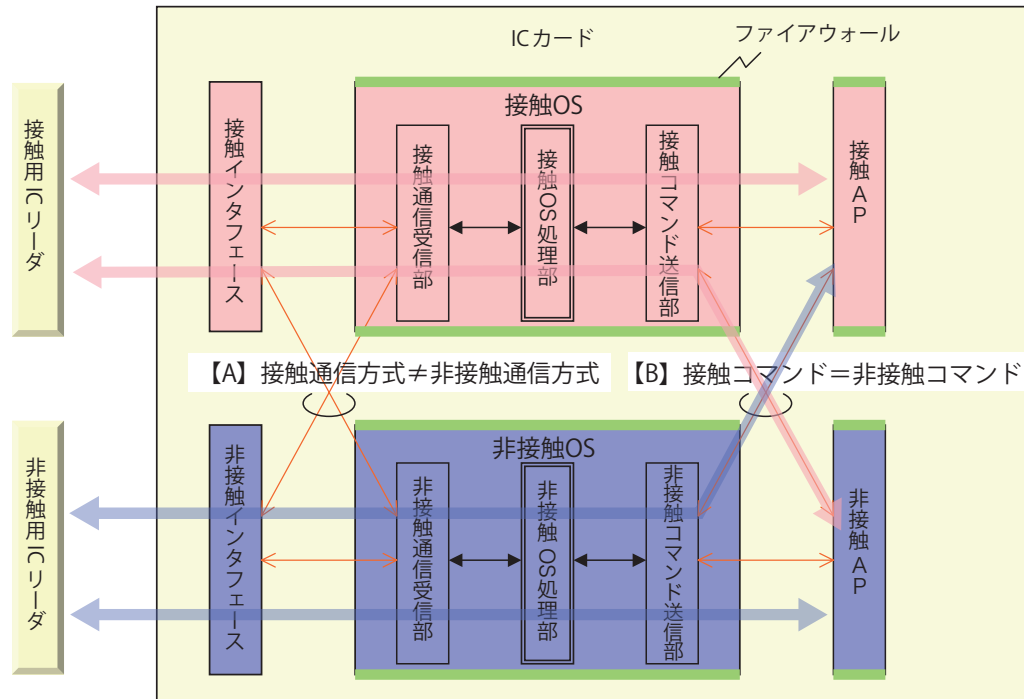 ICカード
ファイアウォール
接触用ICリーダ
接触インタフェース
接触OS
接触通信受信部
接触OS処理部
接触コマンド送信部
接触AP
【A】接触通信方式≠非接触通信方式
【B】接触コマンド＝非接触コマンド
非接触用ICリーダ
非接触インタフェース
非接触OS
非接触通信受信部
非接触OS処理部
非接触コマンド送信部
非接触AP